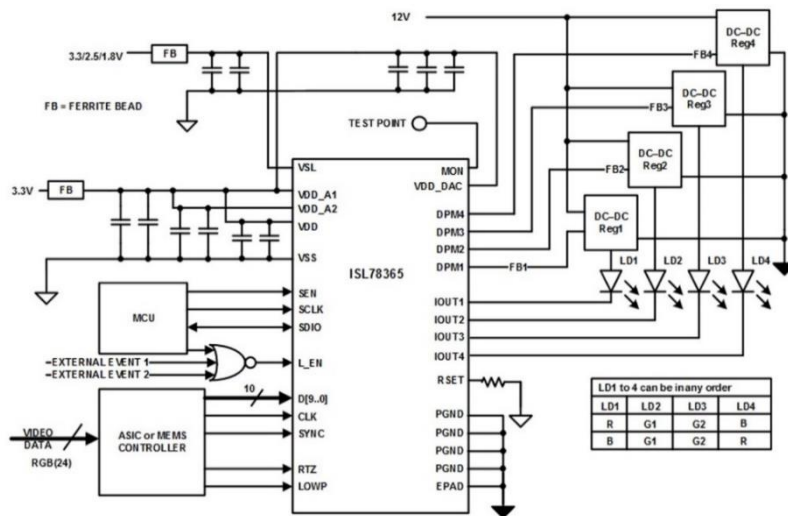 12V
DC–DC
Reg4
FB4
3.3/2.5/1.8V
FB
FB = FERRITE BEAD
DC–DC
Reg3
FB3
TEST POINT
DC–DC
Reg2
FB2
VSL
MON
VDD_DAC
3.3V
FB
VDD_A1
VDD_A2
VDD
VSS
DPM4
DPM3
DPM2
DPM1
DC–DC
Reg1
FB1
ISL78365
LD1
LD2
LD3
LD4
MCU
SEN
SCLK
SDIO
IOUT1
IOUT2
IOUT3
IOUT4
EXTERNAL EVENT 1
EXTERNAL EVENT 2
L_EN
RSET
10
D[9..0]
CLK
SYNC
RTZ
LOWP
VIDEO
DATA
RGB(24)
ASIC or MEMS
CONTROLLER
PGND
PGND
PGND
PGND
EPAD
LD1 to 4 can be in any order
LD1 LD2 LD3 LD4
R G1 G2 B
B G1 G2 R